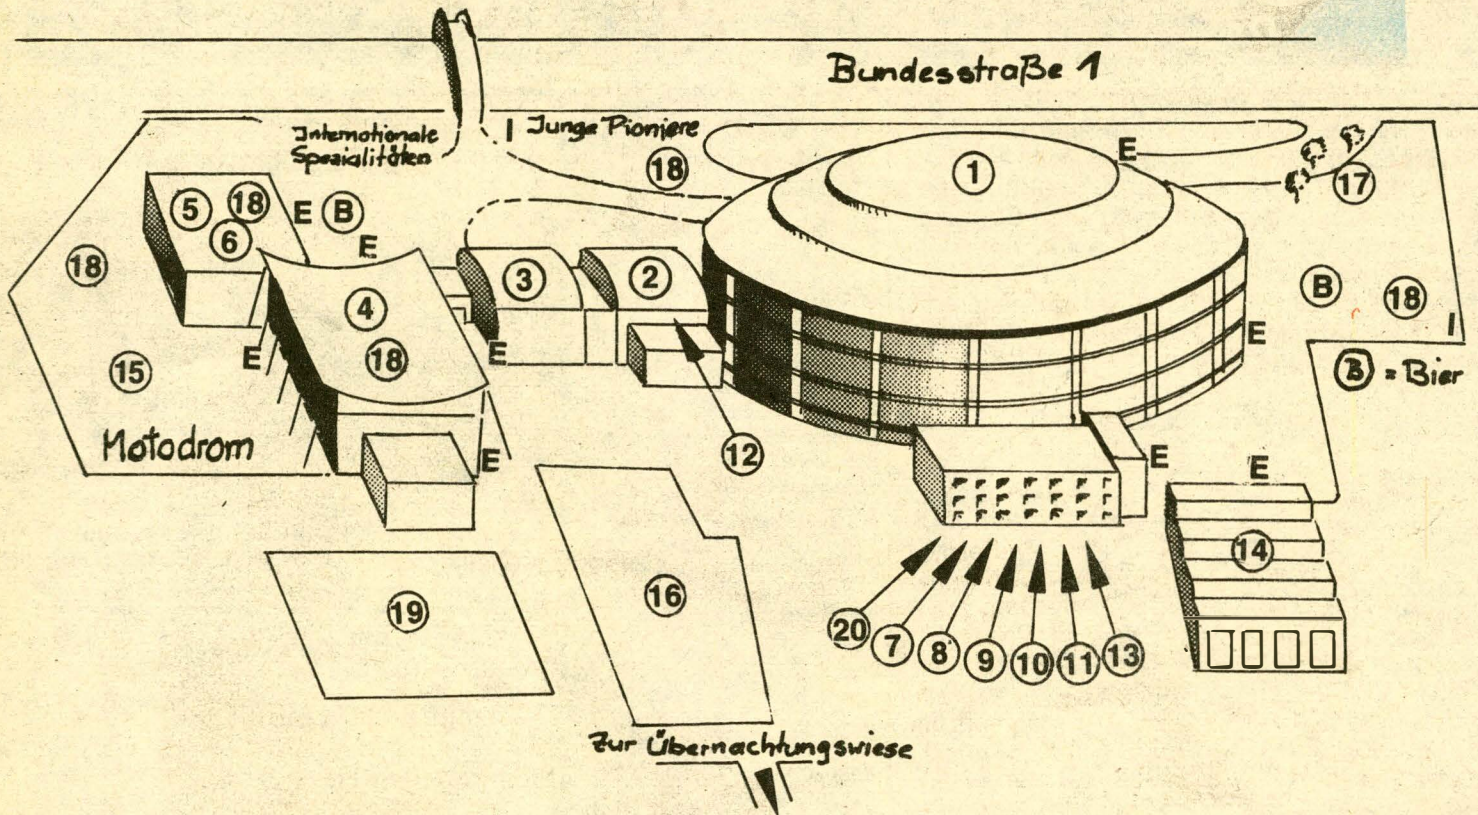 Bundesstraße 1
Internationale
Spezialitäten
I Junge Pioniere
18
E
1
17
5
18
6
E
B
E
18
3
2
4
B
18
I
E
E
E
18
15
B = Bier
Motodrom
12
E
E
E
14
19
16
20
7
8
9
10
11
13
Zur Übernachtungswiese